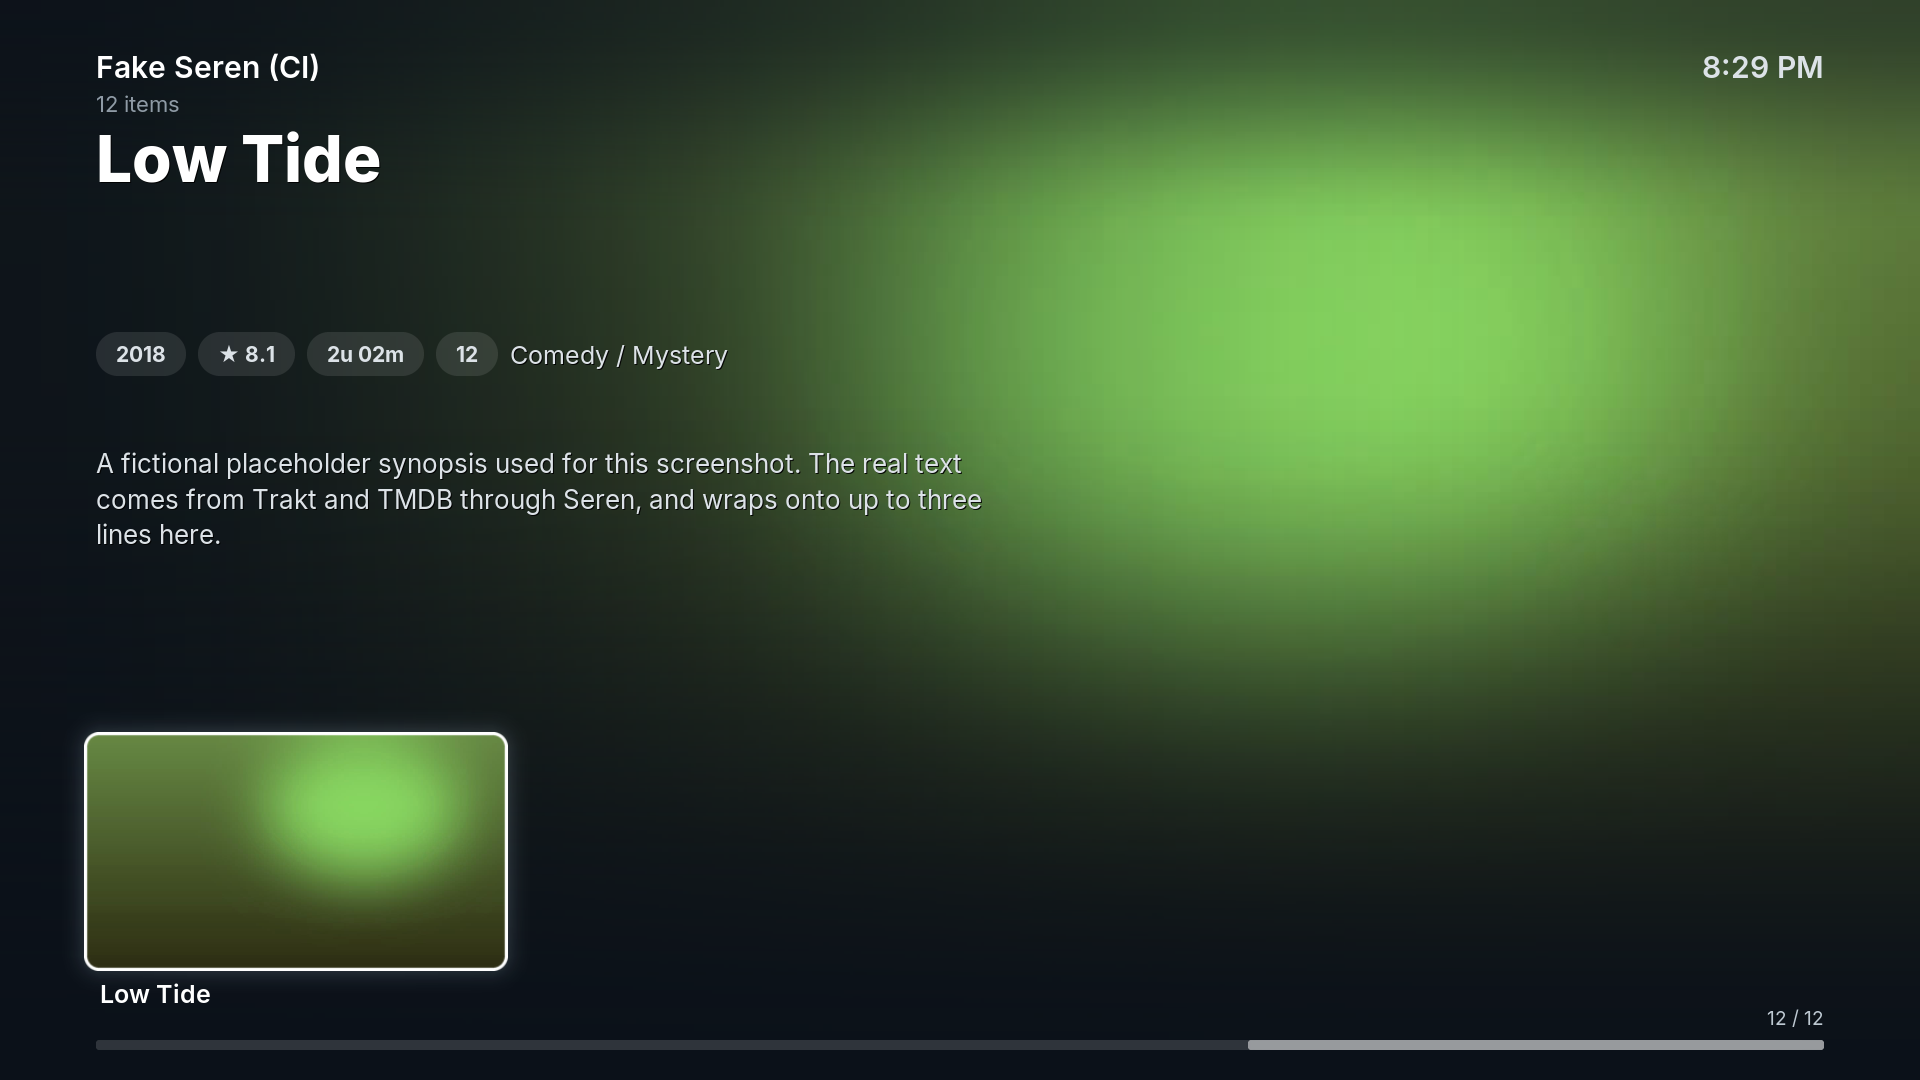 Fake Seren (CI)
8:29 PM
12 items
Low Tide
2018
★ 8.1
2u 02m
12
Comedy / Mystery
A fictional placeholder synopsis used for this screenshot. The real text
comes from Trakt and TMDB through Seren, and wraps onto up to three
lines here.
Low Tide
12 / 12